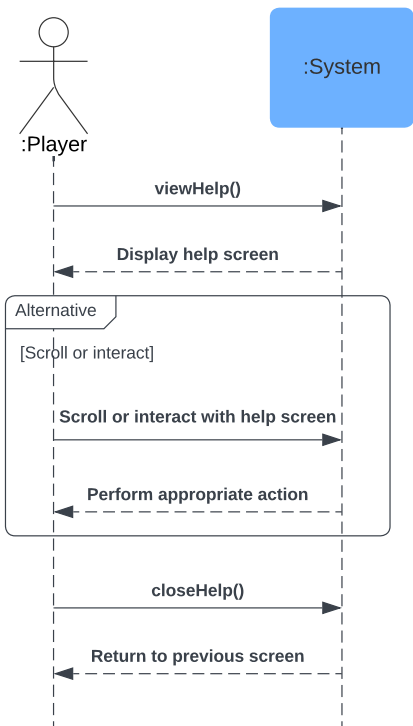 :System
:Player
viewHelp()
Display help screen
Alternative
[Scroll or interact]
Scroll or interact with help screen
Perform appropriate action
closeHelp()
Return to previous screen